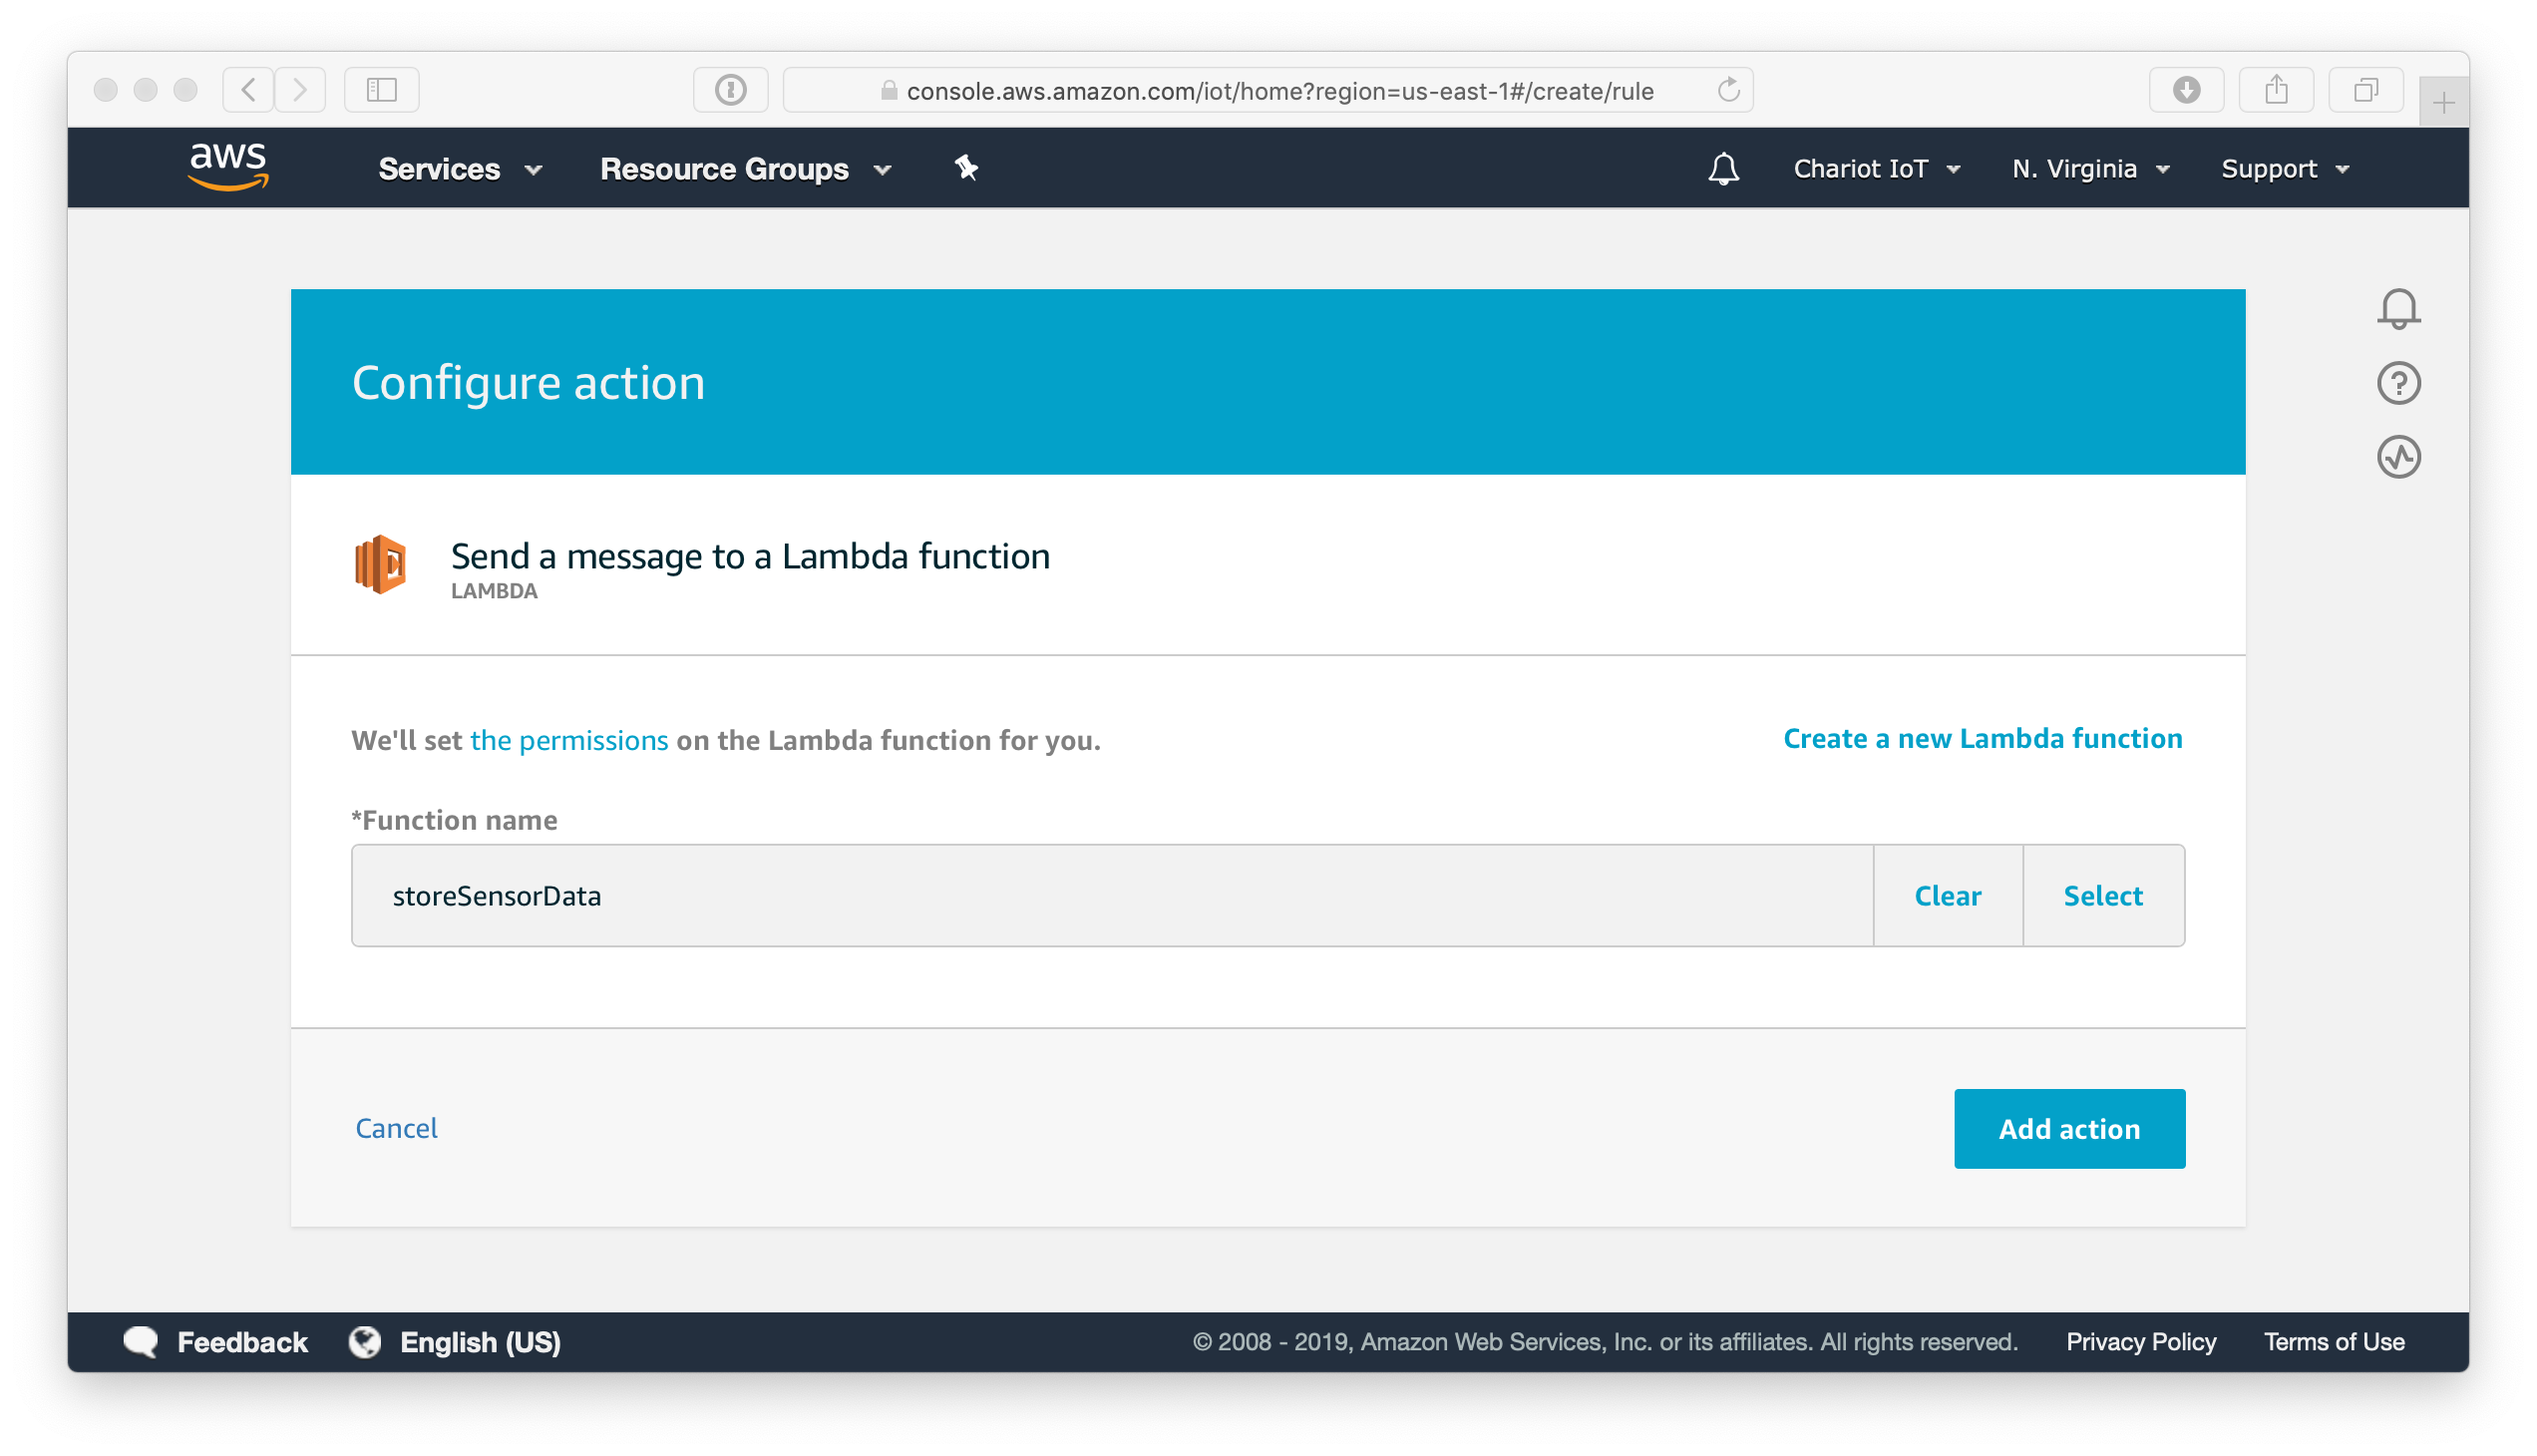 console.aws.amazon.com/iot/home?region=us-east-1#/create/rule
aws Services Resource Groups Chariot IoT N. Virginia Support
Configure action
Send a message to a Lambda function
LAMBDA
We'll set the permissions on the Lambda function for you. Create a new Lambda function
*Function name
storeSensorData Clear Select
Cancel Add action
Feedback English (US) © 2008 - 2019, Amazon Web Services, Inc. or its affiliates. All rights reserved. Privacy Policy Terms of Use